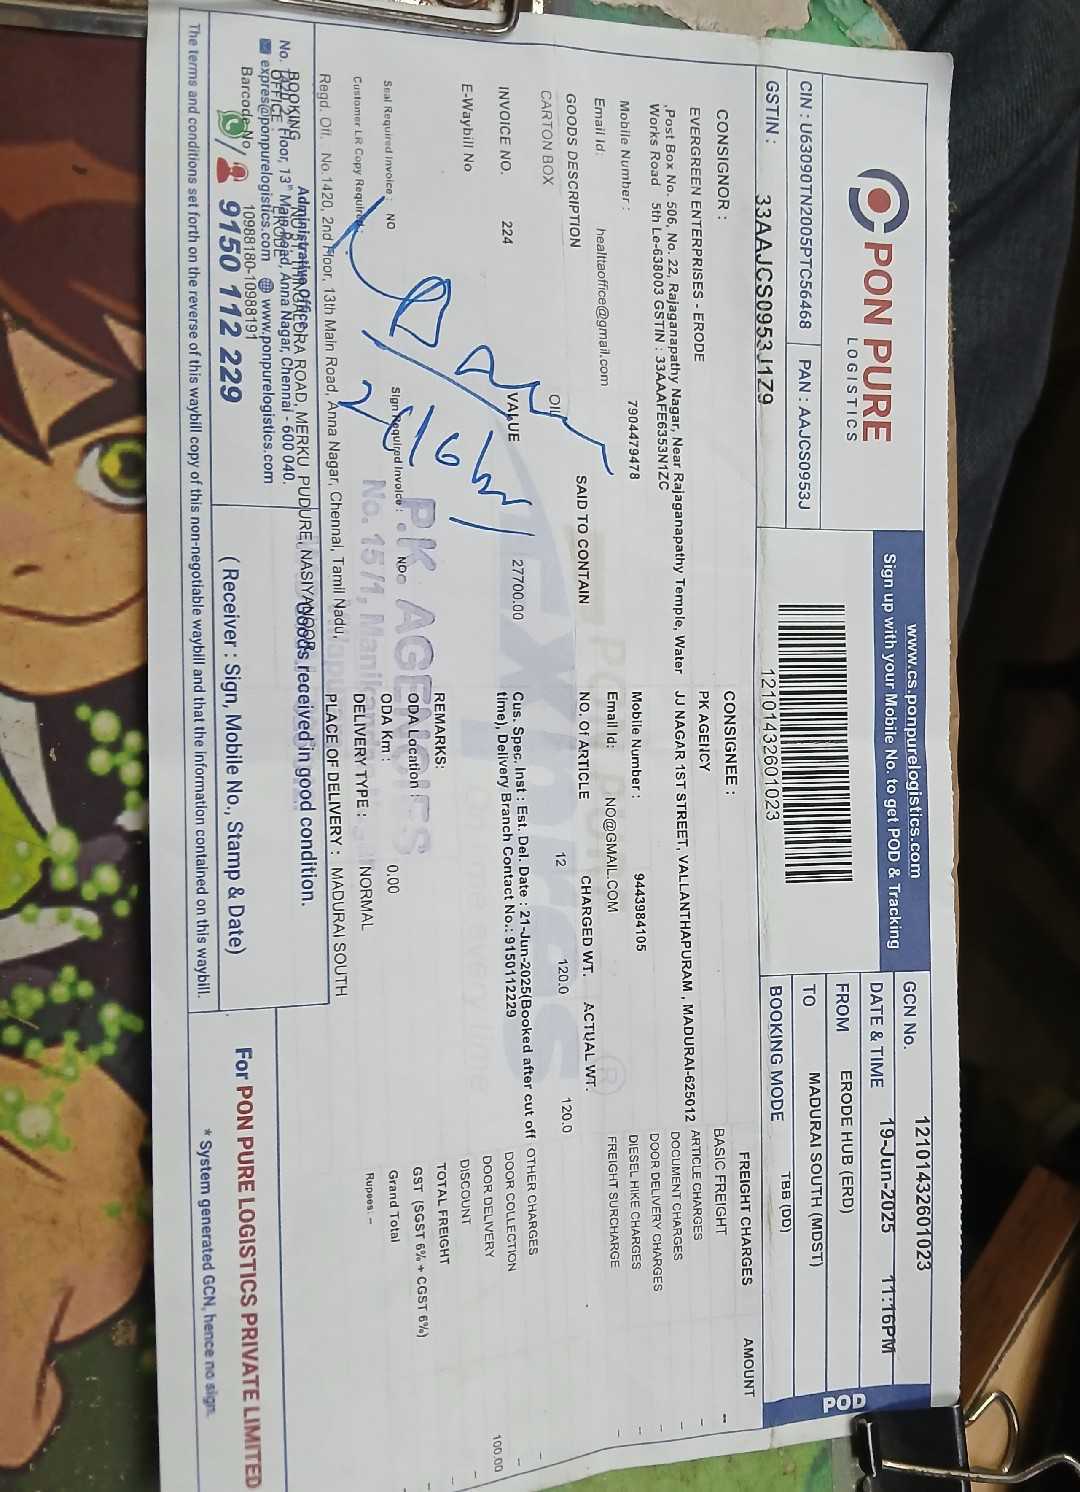 PON PURE
LOGISTICS
www.cs.ponpurelogistics.com
Sign up with your Mobile No. to get POD & Tracking
CIN : U63090TN2005PTC56468
PAN : AAJCS0953J
GSTIN : 33AAJCS0953J1Z9
12101432601023
GCN No. 12101432601023
DATE & TIME 19-Jun-2025 11:16PM
FROM ERODE HUB (ERD)
TO MADURAI SOUTH (MDST)
BOOKING MODE TBB (DD)
POD
CONSIGNOR :
EVERGREEN ENTERPRISES - ERODE
,Post Box No. 506, No. 22, Rajaganapathy Nagar, Near Rajaganapathy Temple, Water
Works Road 5th Le-638003 GSTIN : 33AAAFE6353N1ZC
Mobile Number : 7904479478
Email Id: healttaoffice@gmail.com
CONSIGNEE :
PK AGENCY
JJ NAGAR 1ST STREET, VALLANTHAPURAM , MADURAI-625012
Mobile Number : 9443984105
Email Id: NO@GMAIL.COM
GOODS DESCRIPTION SAID TO CONTAIN NO. Of ARTICLE CHARGED WT. ACTUAL WT.
CARTON BOX OIL 12 120.0 120.0
INVOICE NO. 224 VALUE 27700.00
E-Waybill No
Cus. Spec. Inst : Est. Del. Date : 21-Jun-2025(Booked after cut off
time), Delivery Branch Contact No.: 9150112229
REMARKS:
ODA Location :
ODA Km : 0.00
DELIVERY TYPE : NORMAL
PLACE OF DELIVERY : MADURAI SOUTH
Seal Required Invoice : NO
Sign Required Invoice : NO
Customer LR Copy Required :
P.K. AGENCIES
No. 15/1,
FREIGHT CHARGES AMOUNT
BASIC FREIGHT --
ARTICLE CHARGES --
DOCUMENT CHARGES --
DOOR DELIVERY CHARGES --
DIESEL HIKE CHARGES --
FREIGHT SURCHARGE --
OTHER CHARGES --
DOOR COLLECTION --
DOOR DELIVERY 100.00
DISCOUNT --
TOTAL FREIGHT --
GST (SGST 6% + CGST 6%) --
Grand Total
Rupees: --
Regd. Off. No.1420, 2nd Floor, 13th Main Road, Anna Nagar, Chennai, Tamil Nadu,
Administrative Office
BOOKING
OFFICE
ROAD, MERKU PUDURE, NASIYANOOR
ERODE
Floor, 13th Main Road, Anna Nagar, Chennai - 600 040.
expres@ponpurelogistics.com www.ponpurelogistics.com
Barcode No 10988180-10988191
9150 112 229
Goods received in good condition.
( Receiver : Sign, Mobile No., Stamp & Date)
For PON PURE LOGISTICS PRIVATE LIMITED
* System generated GCN, hence no sign.
The terms and conditions set forth on the reverse of this waybill copy of this non-negotiable waybill and that the infomation contained on this waybill.